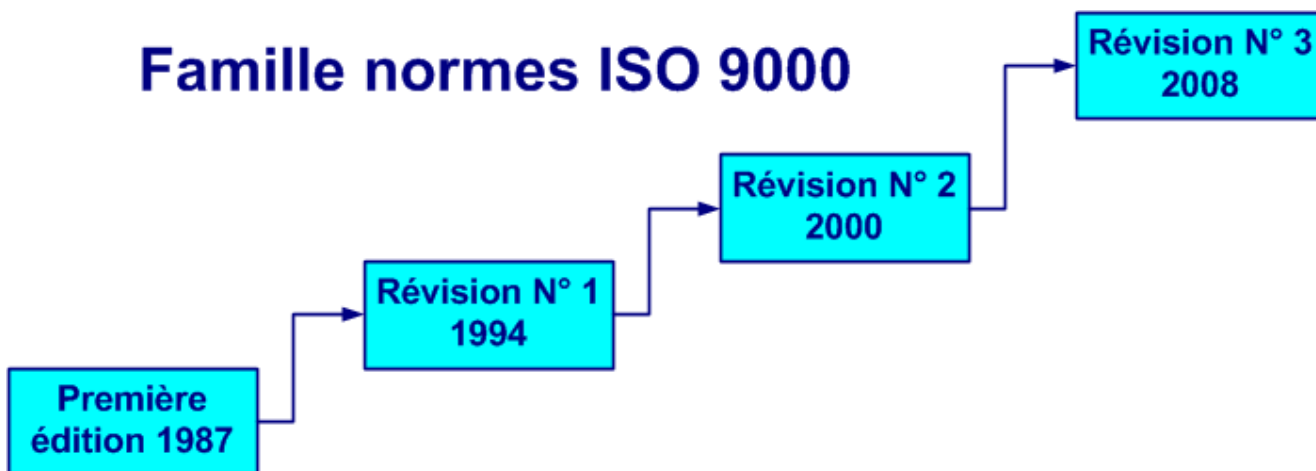 Famille normes ISO 9000
Révision N° 3
2008
Révision N° 2
2000
Révision N° 1
1994
Première
édition 1987